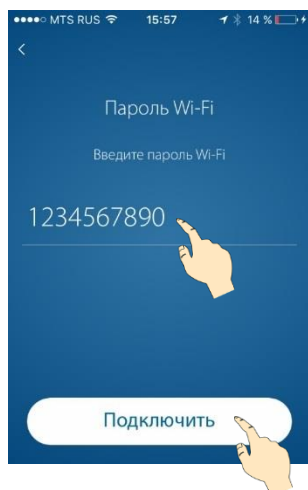 MTS RUS 15:57 14 %
Пароль Wi-Fi
Введите пароль Wi-Fi
1234567890
Подключить